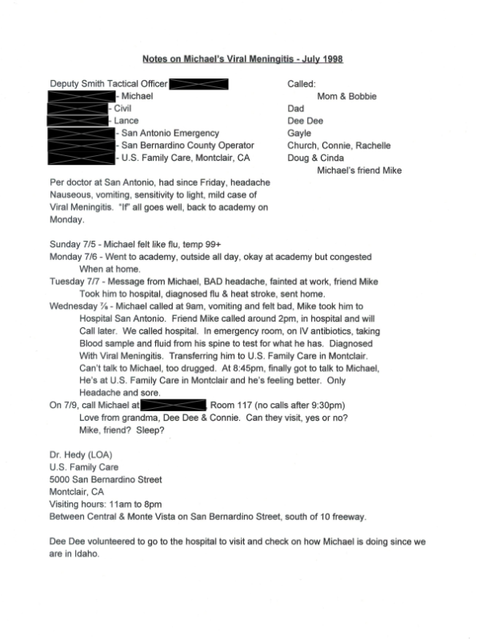 Notes on Michael's Viral Meningitis - July 1998
Deputy Smith Tactical Officer
- Michael
- Civil
- Lance
- San Antonio Emergency
- San Bernardino County Operator
- U.S. Family Care, Montclair, CA
Called:
Mom & Bobbie
Dad
Dee Dee
Gayle
Church, Connie, Rachelle
Doug & Cinda
Michael's friend Mike
Per doctor at San Antonio, had since Friday, headache
Nauseous, vomiting, sensitivity to light, mild case of
Viral Meningitis. "If" all goes well, back to academy on
Monday.
Sunday 7/5 - Michael felt like flu, temp 99+
Monday 7/6 - Went to academy, outside all day, okay at academy but congested
When at home.
Tuesday 7/7 - Message from Michael, BAD headache, fainted at work, friend Mike
Took him to hospital, diagnosed flu & heat stroke, sent home.
Wednesday ⅞ - Michael called at 9am, vomiting and felt bad, Mike took him to
Hospital San Antonio. Friend Mike called around 2pm, in hospital and will
Call later. We called hospital. In emergency room, on IV antibiotics, taking
Blood sample and fluid from his spine to test for what he has. Diagnosed
With Viral Meningitis. Transferring him to U.S. Family Care in Montclair.
Can't talk to Michael, too drugged. At 8:45pm, finally got to talk to Michael,
He's at U.S. Family Care in Montclair and he's feeling better. Only
Headache and sore.
On 7/9, call Michael at , Room 117 (no calls after 9:30pm)
Love from grandma, Dee Dee & Connie. Can they visit, yes or no?
Mike, friend? Sleep?
Dr. Hedy (LOA)
U.S. Family Care
5000 San Bernardino Street
Montclair, CA
Visiting hours: 11am to 8pm
Between Central & Monte Vista on San Bernardino Street, south of 10 freeway.
Dee Dee volunteered to go to the hospital to visit and check on how Michael is doing since we
are in Idaho.